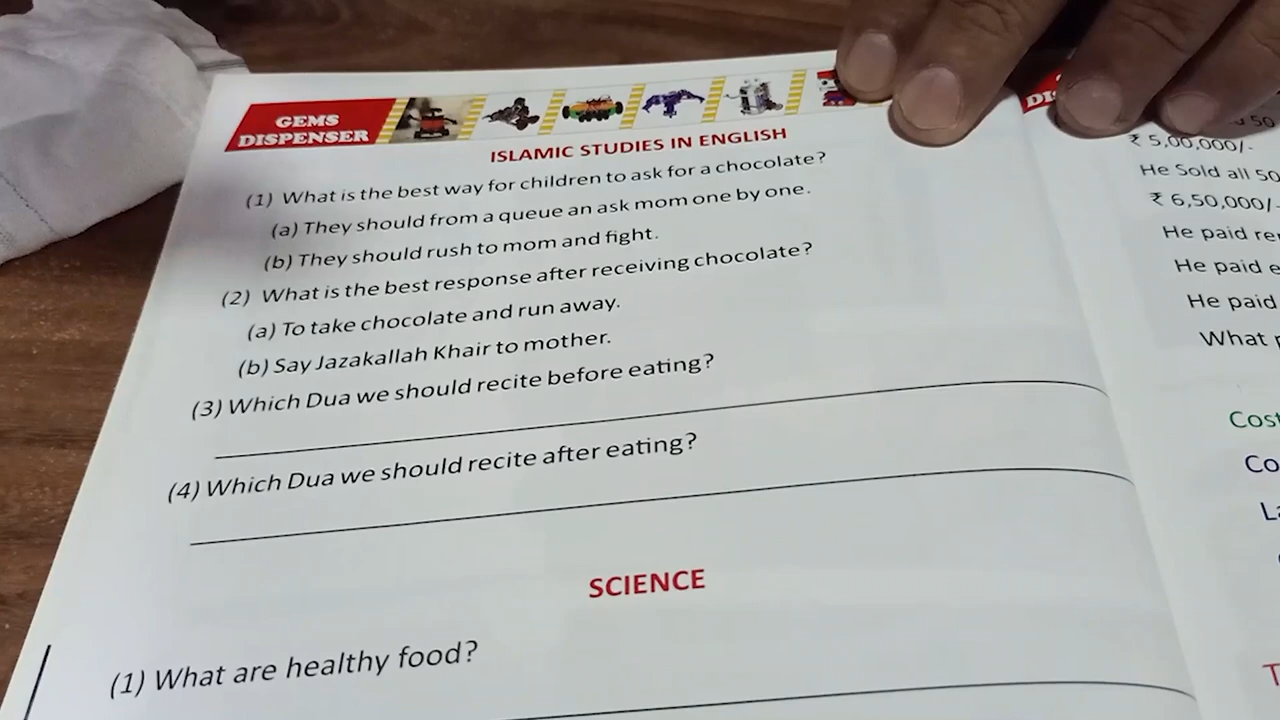 GEMS
DISPENSER
ISLAMIC STUDIES IN ENGLISH
(1) What is the best way for children to ask for a chocolate?
(a) They should from a queue an ask mom one by one.
(b) They should rush to mom and fight.
(2) What is the best response after receiving chocolate?
(a) To take chocolate and run away.
(b) Say Jazakallah Khair to mother.
(3) Which Dua we should recite before eating?
(4) Which Dua we should recite after eating?
SCIENCE
(1) What are healthy food?
50
₹ 5,00,000/-
He Sold all 50
₹ 6,50,000/-
He paid
He paid
He paid
What